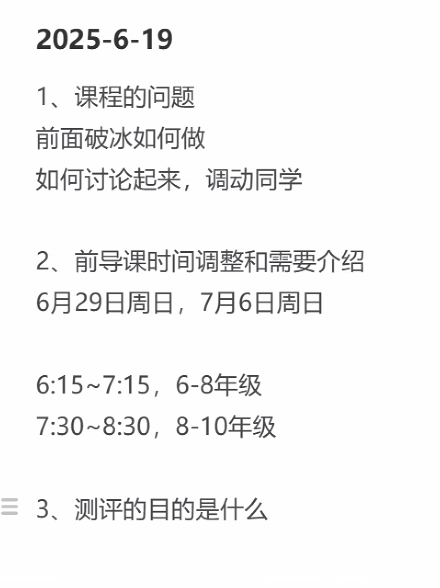 2025-6-19
1、课程的问题
前面破冰如何做
如何讨论起来，调动同学
2、前导课时间调整和需要介绍
6月29日周日，7月6日周日
6:15~7:15，6-8年级
7:30~8:30，8-10年级
3、测评的目的是什么